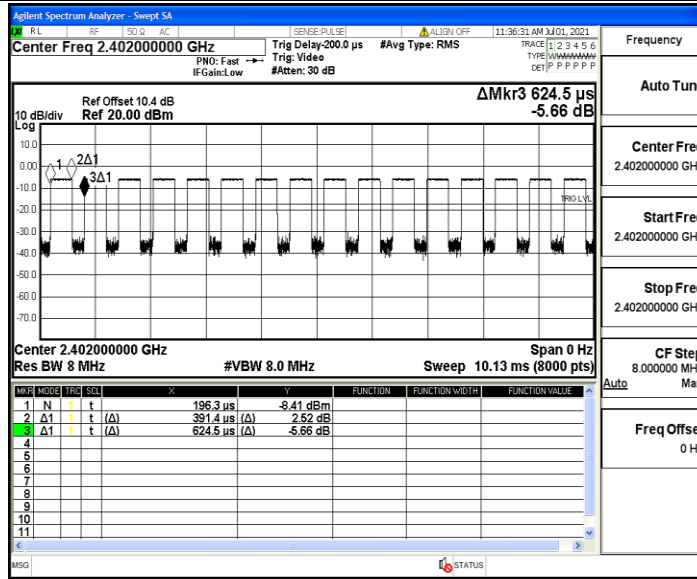 Agilent Spectrum Analyzer - Swept SA
RL RF 50 Ω AC SENSE:PULSE ALIGN OFF 11:36:31 AM Jul 01, 2021
Center Freq 2.402000000 GHz
PNO: Fast
IFGain:Low
Trig Delay-200.0 µs
Trig: Video
#Atten: 30 dB
#Avg Type: RMS
TRACE 1 2 3 4 5 6
TYPE WWWWWW
DET P P P P P P
ΔMkr3 624.5 µs
-5.66 dB
Ref Offset 10.4 dB
10 dB/div Ref 20.00 dBm
Log
10.0
0.00
-10.0
-20.0
-30.0
-40.0
-50.0
-60.0
-70.0
1
2Δ1
3Δ1
TRIG LVL
Center 2.402000000 GHz Span 0 Hz
Res BW 8 MHz #VBW 8.0 MHz Sweep 10.13 ms (8000 pts)
MKR MODE TRC SCL X Y FUNCTION FUNCTION WIDTH FUNCTION VALUE
1 N 1 t 196.3 µs -8.41 dBm
2 Δ1 1 t (Δ) 391.4 µs (Δ) 2.52 dB
3 Δ1 1 t (Δ) 624.5 µs (Δ) -5.66 dB
4
5
6
7
8
9
10
11
MSG STATUS
Frequency
Auto Tun
Center Fre
2.402000000 GH
Start Fre
2.402000000 GH
Stop Fre
2.402000000 GH
CF Ste
8.000000 MH
Auto Ma
Freq Offse
0 H